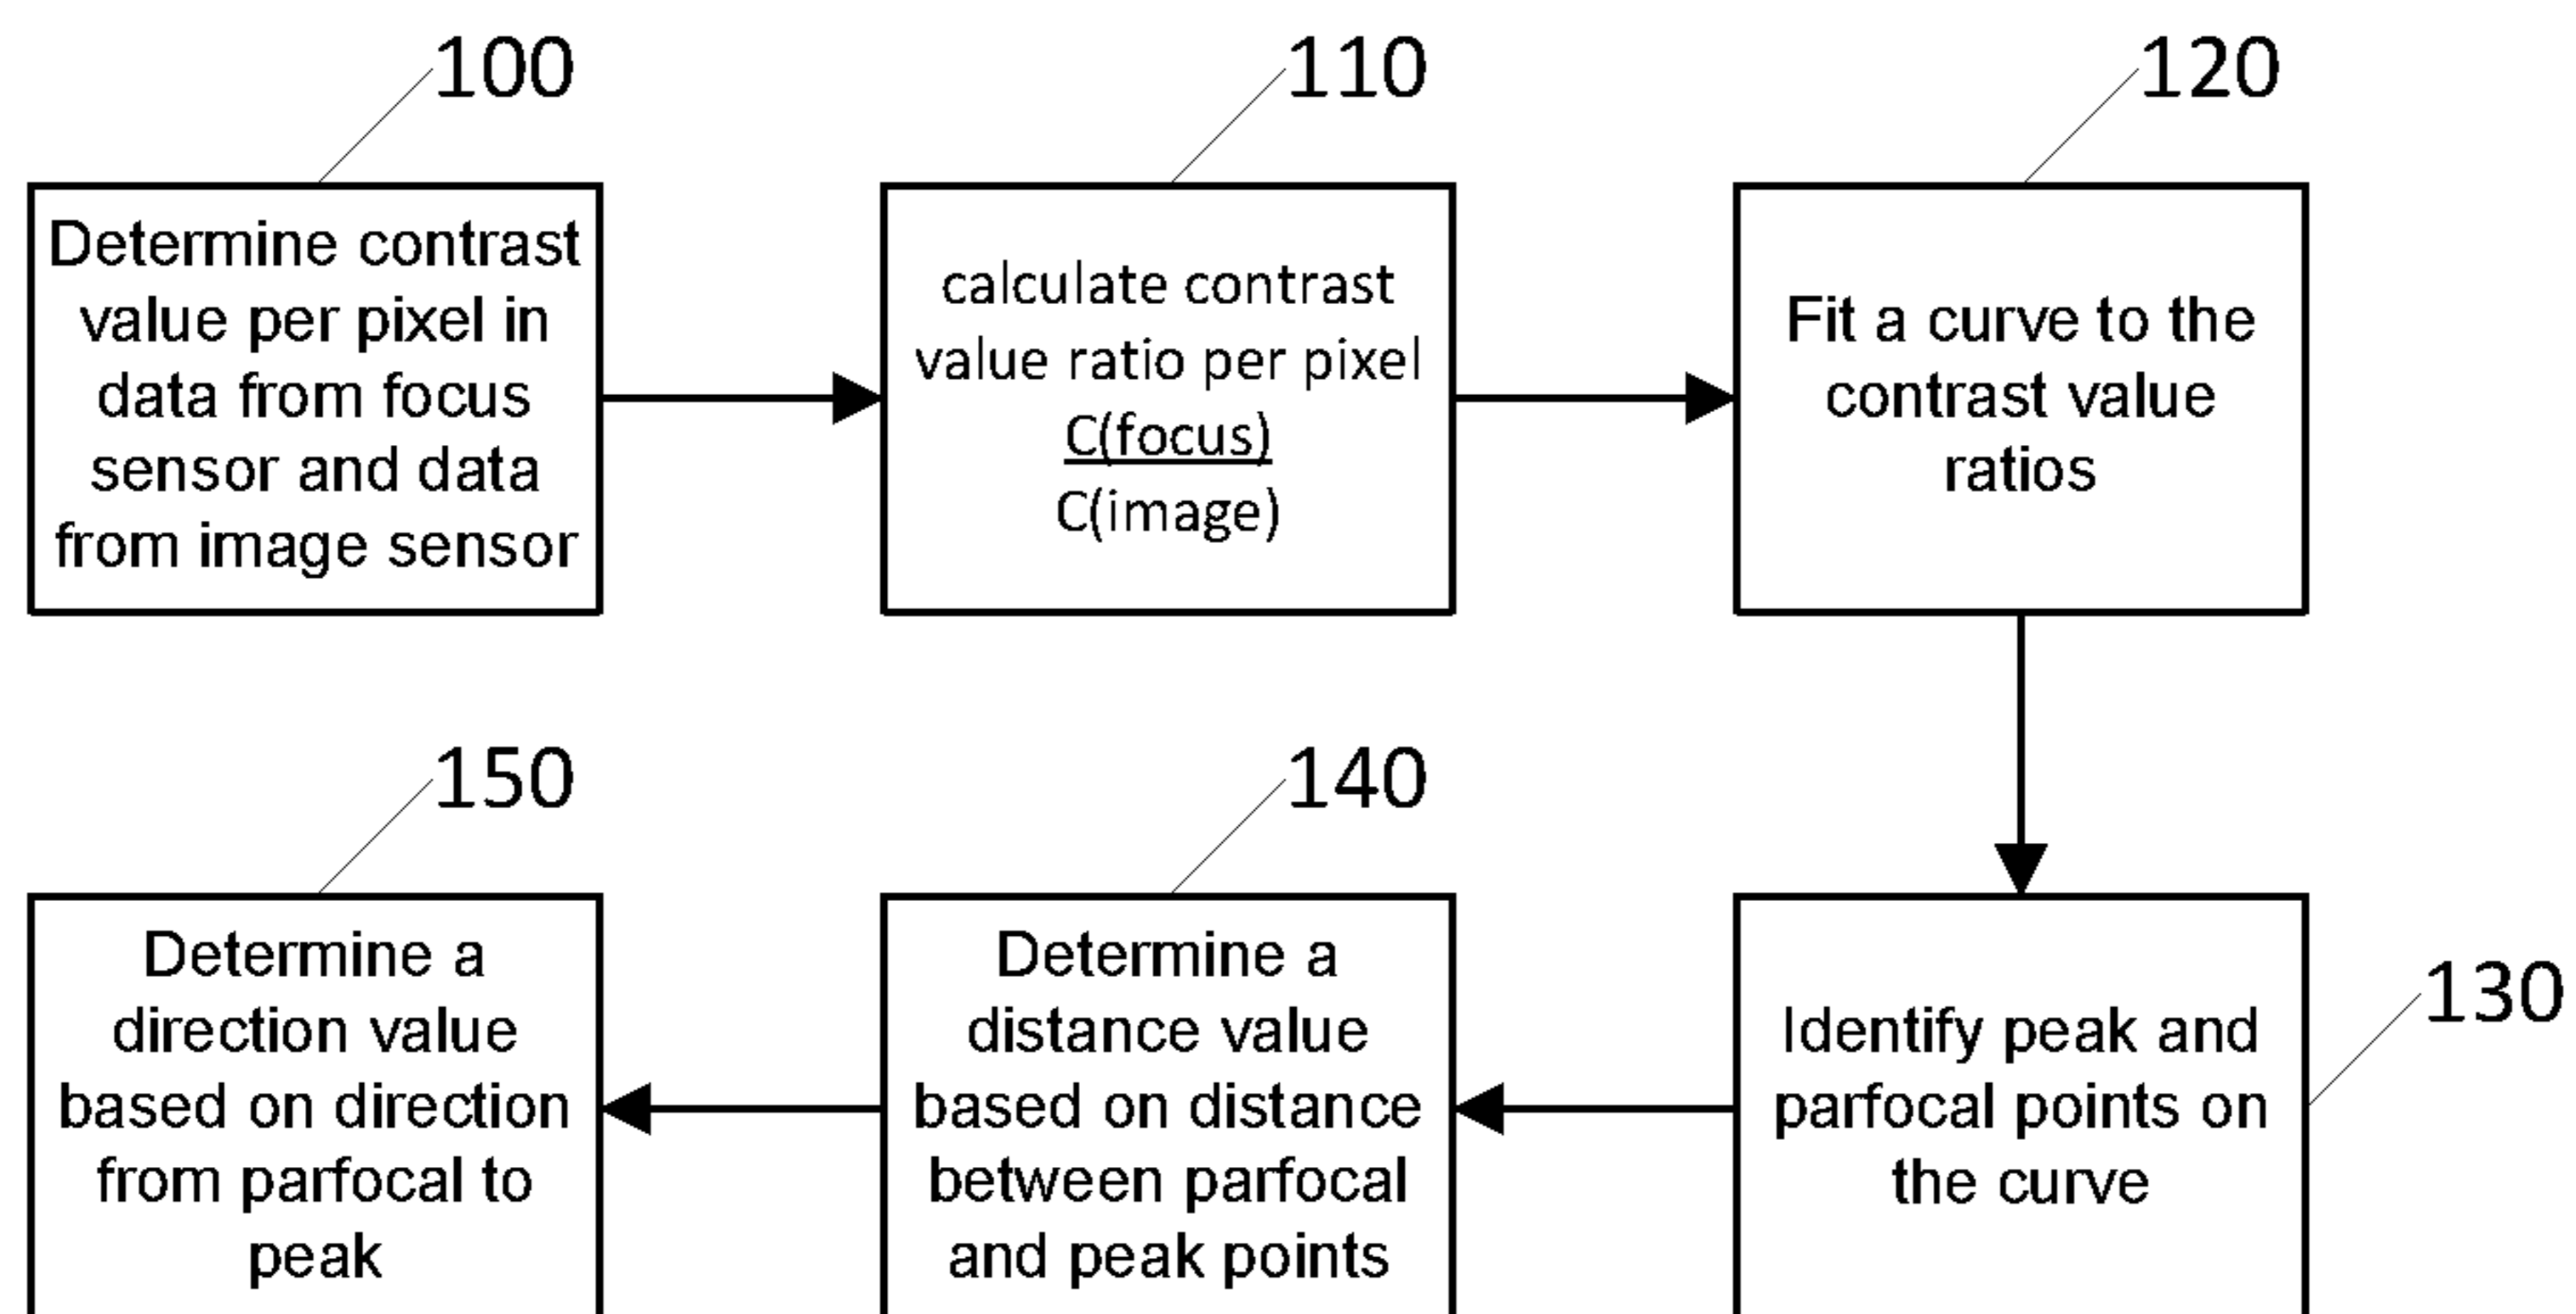 100
Determine contrast
value per pixel in
data from focus
sensor and data
from image sensor
110
calculate contrast
value ratio per pixel
C(focus)
C(image)
120
Fit a curve to the
contrast value
ratios
130
Identify peak and
parfocal points on
the curve
140
Determine a
distance value
based on distance
between parfocal
and peak points
150
Determine a
direction value
based on direction
from parfocal to
peak